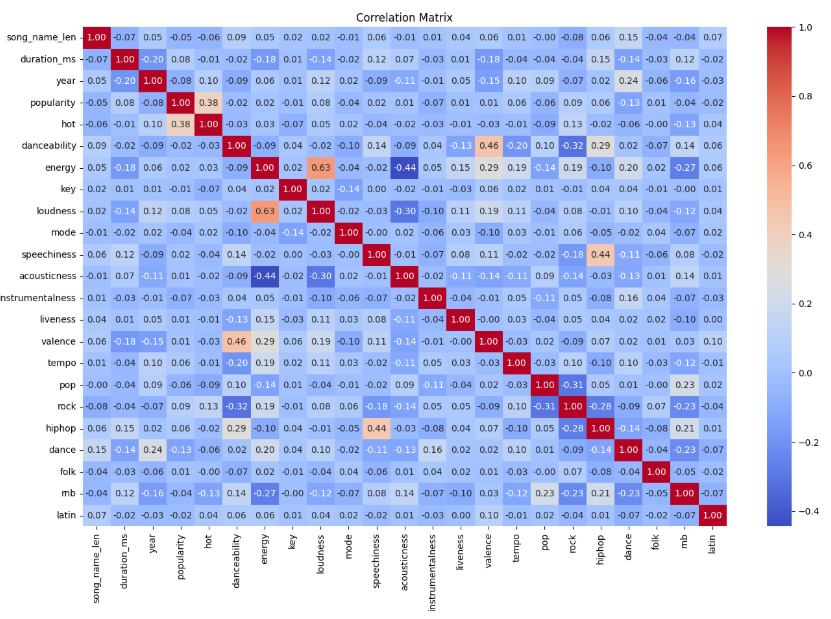 Correlation Matrix
song_name_len 1.00 -0.07 0.05 -0.05 -0.06 0.09 0.05 0.02 0.02 -0.01 0.06 -0.01 0.01 0.04 0.06 0.01 -0.00 -0.08 0.06 0.15 -0.04 -0.04 0.07
duration_ms -0.07 1.00 -0.20 0.08 -0.01 -0.02 -0.18 0.01 -0.14 -0.02 0.12 0.07 -0.03 0.01 -0.18 -0.04 -0.04 -0.04 0.15 -0.14 -0.03 0.12 -0.02
year 0.05 -0.20 1.00 -0.08 0.10 -0.09 0.06 0.01 0.12 0.02 -0.09 -0.11 -0.01 0.05 -0.15 0.10 0.09 -0.07 0.02 0.24 -0.06 -0.16 -0.03
popularity -0.05 0.08 -0.08 1.00 0.38 -0.02 0.02 -0.01 0.08 -0.04 0.02 0.01 -0.07 0.01 0.01 0.06 -0.06 0.09 0.06 -0.13 0.01 -0.04 -0.02
hot -0.06 -0.01 0.10 0.38 1.00 -0.03 0.03 -0.07 0.05 0.02 -0.04 -0.02 -0.03 -0.01 -0.03 -0.01 -0.09 0.13 -0.02 -0.06 -0.00 -0.13 0.04
danceability 0.09 -0.02 -0.09 -0.02 -0.03 1.00 -0.09 0.04 -0.02 -0.10 0.14 -0.09 0.04 -0.13 0.46 -0.20 0.10 -0.32 0.29 0.02 -0.07 0.14 0.06
energy 0.05 -0.18 0.06 0.02 0.03 -0.09 1.00 0.02 0.63 -0.04 -0.02 -0.44 0.05 0.15 0.29 0.19 -0.14 0.19 -0.10 0.20 0.02 -0.27 0.06
key 0.02 0.01 0.01 -0.01 -0.07 0.04 0.02 1.00 0.02 -0.14 0.00 -0.02 -0.01 -0.03 0.06 0.02 0.01 -0.01 0.04 0.04 -0.01 -0.00 0.01
loudness 0.02 -0.14 0.12 0.08 0.05 -0.02 0.63 0.02 1.00 -0.02 -0.03 -0.30 -0.10 0.11 0.19 0.11 -0.04 0.08 -0.01 0.10 -0.04 -0.12 0.04
mode -0.01 -0.02 0.02 -0.04 0.02 -0.10 -0.04 -0.14 -0.02 1.00 -0.00 0.02 -0.06 0.03 -0.10 0.03 -0.01 0.06 -0.05 -0.02 0.04 -0.07 0.02
speechiness 0.06 0.12 -0.09 0.02 -0.04 0.14 -0.02 0.00 -0.03 -0.00 1.00 -0.01 -0.07 0.08 0.11 -0.02 -0.02 -0.18 0.44 -0.11 -0.06 0.08 -0.02
acousticness -0.01 0.07 -0.11 0.01 -0.02 -0.09 -0.44 -0.02 -0.30 0.02 -0.01 1.00 -0.02 -0.11 -0.14 -0.11 0.09 -0.14 -0.03 -0.13 0.01 0.14 0.01
instrumentalness 0.01 -0.03 -0.01 -0.07 -0.03 0.04 0.05 -0.01 -0.10 -0.06 -0.07 -0.02 1.00 -0.04 -0.01 0.05 -0.11 0.05 -0.08 0.16 0.04 -0.07 -0.03
liveness 0.04 0.01 0.05 0.01 -0.01 -0.13 0.15 -0.03 0.11 0.03 0.08 -0.11 -0.04 1.00 -0.00 0.03 -0.04 0.05 0.04 0.02 0.02 -0.10 0.00
valence 0.06 -0.18 -0.15 0.01 -0.03 0.46 0.29 0.06 0.19 -0.10 0.11 -0.14 -0.01 -0.00 1.00 -0.03 0.02 -0.09 0.07 0.02 0.01 0.03 0.10
tempo 0.01 -0.04 0.10 0.06 -0.01 -0.20 0.19 0.02 0.11 0.03 -0.02 -0.11 0.05 0.03 -0.03 1.00 -0.03 0.10 -0.10 0.10 -0.03 -0.12 -0.01
pop -0.00 -0.04 0.09 -0.06 -0.09 0.10 -0.14 0.01 -0.04 -0.01 -0.02 0.09 -0.11 -0.04 0.02 -0.03 1.00 -0.31 0.05 0.01 -0.00 0.23 0.02
rock -0.08 -0.04 -0.07 0.09 0.13 -0.32 0.19 -0.01 0.08 0.06 -0.18 -0.14 0.05 0.05 -0.09 0.10 -0.31 1.00 -0.28 -0.09 0.07 -0.23 -0.04
hiphop 0.06 0.15 0.02 0.06 -0.02 0.29 -0.10 0.04 -0.01 -0.05 0.44 -0.03 -0.08 0.04 0.07 -0.10 0.05 -0.28 1.00 -0.14 -0.08 0.21 0.01
dance 0.15 -0.14 0.24 -0.13 -0.06 0.02 0.20 0.04 0.10 -0.02 -0.11 -0.13 0.16 0.02 0.02 0.10 0.01 -0.09 -0.14 1.00 -0.04 -0.23 -0.07
folk -0.04 -0.03 -0.06 0.01 -0.00 -0.07 0.02 -0.01 -0.04 0.04 -0.06 0.01 0.04 0.02 0.01 -0.03 -0.00 0.07 -0.08 -0.04 1.00 -0.05 -0.02
rnb -0.04 0.12 -0.16 -0.04 -0.13 0.14 -0.27 -0.00 -0.12 -0.07 0.08 0.14 -0.07 -0.10 0.03 -0.12 0.23 -0.23 0.21 -0.23 -0.05 1.00 -0.07
latin 0.07 -0.02 -0.03 -0.02 0.04 0.06 0.06 0.01 0.04 0.02 -0.02 0.01 -0.03 0.00 0.10 -0.01 0.02 -0.04 0.01 -0.07 -0.02 -0.07 1.00
song_name_len
duration_ms
year
popularity
hot
danceability
energy
key
loudness
mode
speechiness
acousticness
instrumentalness
liveness
valence
tempo
pop
rock
hiphop
dance
folk
rnb
latin
1.0
0.8
0.6
0.4
0.2
0.0
−0.2
−0.4